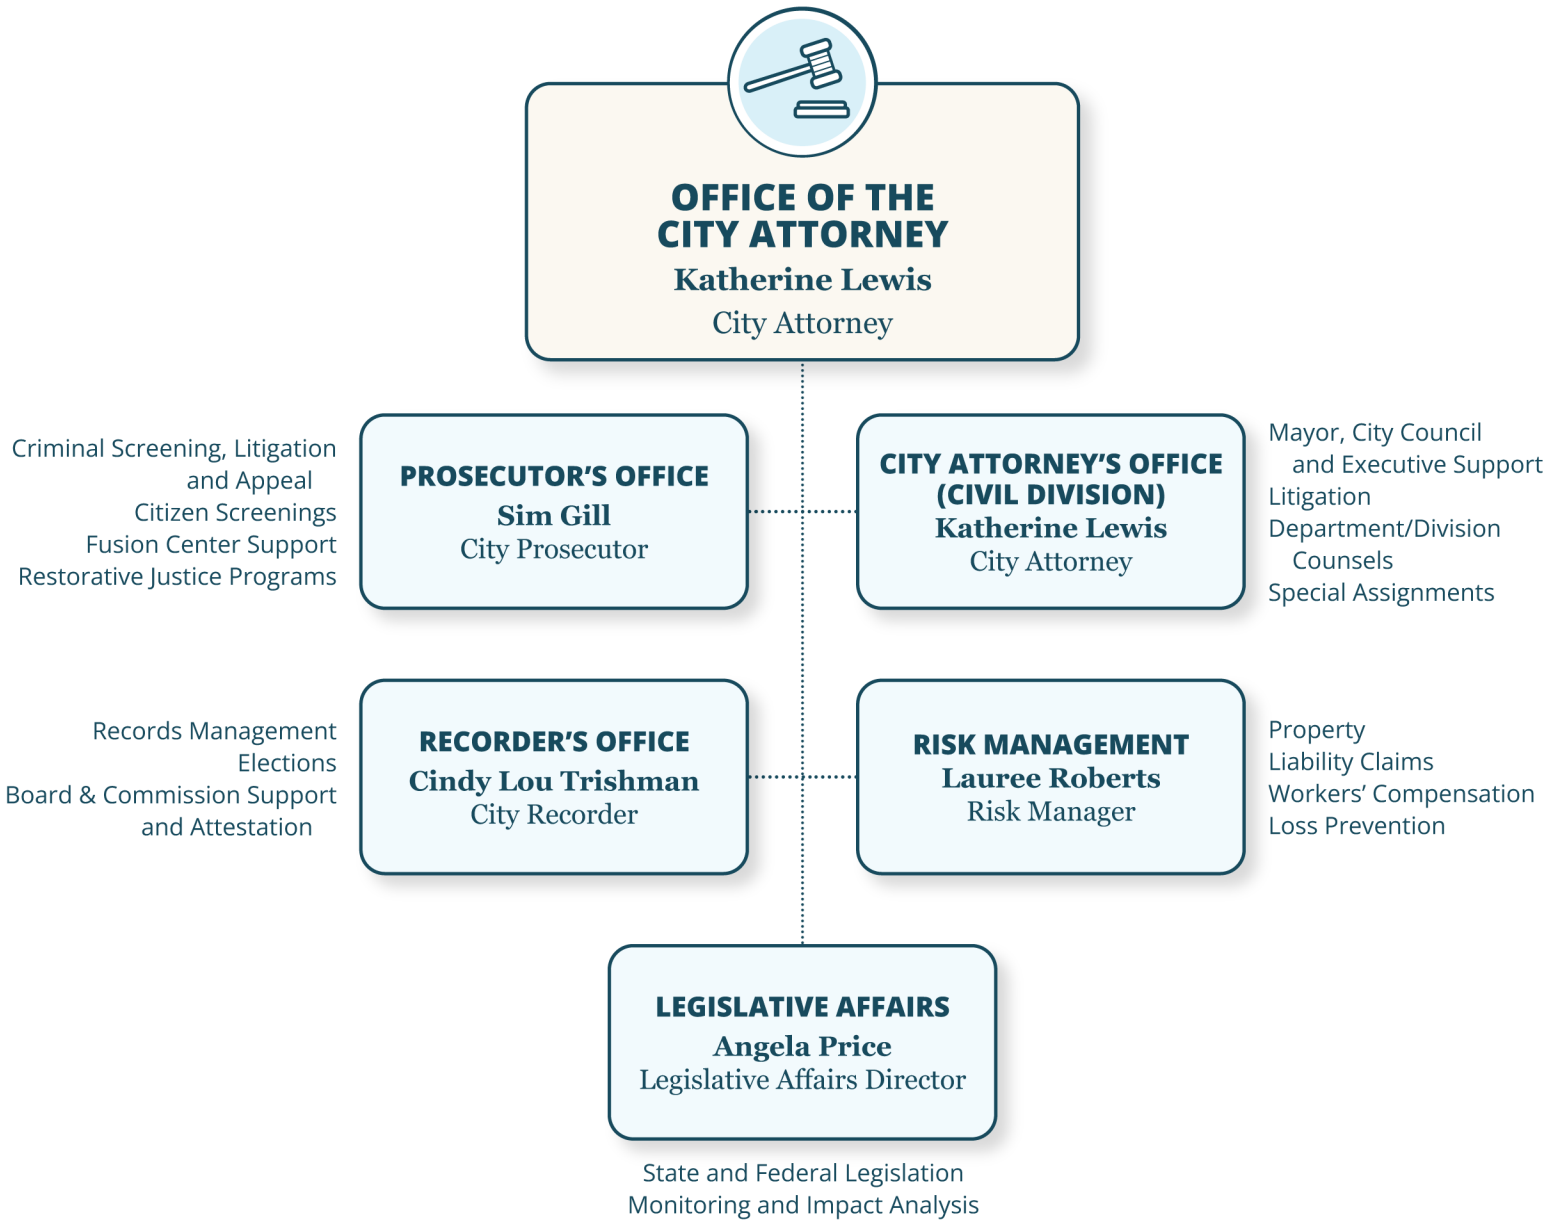 OFFICE OF THE
CITY ATTORNEY
Katherine Lewis
City Attorney
Criminal Screening, Litigation
and Appeal
Citizen Screenings
Fusion Center Support
Restorative Justice Programs
PROSECUTOR’S OFFICE
Sim Gill
City Prosecutor
CITY ATTORNEY’S OFFICE
(CIVIL DIVISION)
Katherine Lewis
City Attorney
Mayor, City Council
and Executive Support
Litigation
Department/Division
Counsels
Special Assignments
Records Management
Elections
Board & Commission Support
and Attestation
RECORDER’S OFFICE
Cindy Lou Trishman
City Recorder
RISK MANAGEMENT
Lauree Roberts
Risk Manager
Property
Liability Claims
Workers’ Compensation
Loss Prevention
LEGISLATIVE AFFAIRS
Angela Price
Legislative Affairs Director
State and Federal Legislation
Monitoring and Impact Analysis